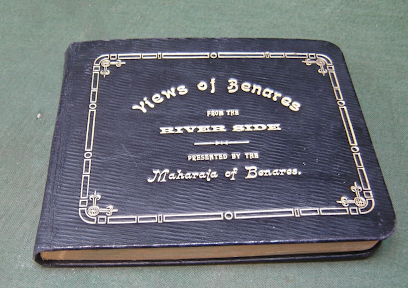 Views of Benares
FROM THE
RIVER SIDE
PRESENTED BY THE
Maharaja of Benares.